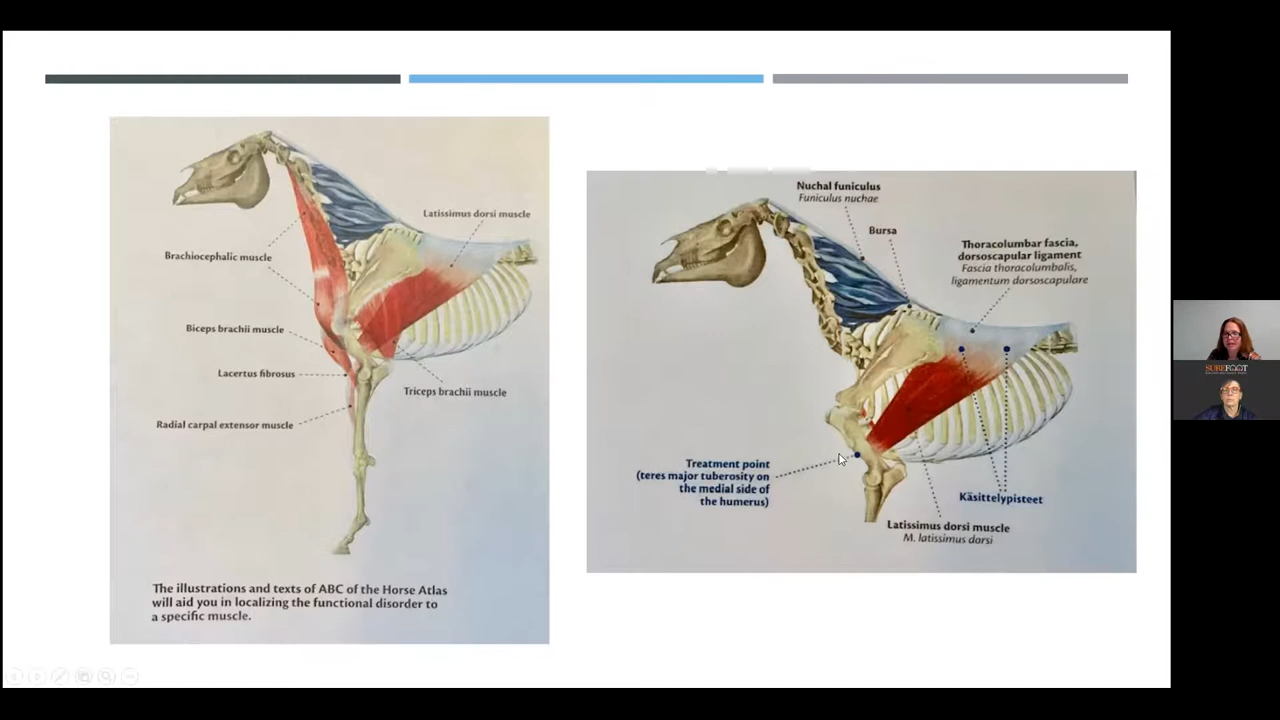 Latissimus dorsi muscle
Brachiocephalic muscle
Biceps brachii muscle
Lacertus fibrosus
Triceps brachii muscle
Radial carpal extensor muscle
The illustrations and texts of ABC of the Horse Atlas
will aid you in localizing the functional disorder to
a specific muscle.
Nuchal funiculus
Funiculus nuchae
Bursa
Thoracolumbar fascia,
dorsoscapular ligament
Fascia thoracolumbalis,
ligamentum dorsoscapulare
Treatment point
(teres major tuberosity on
the medial side of
the humerus)
Käsittelypisteet
Latissimus dorsi muscle
M. latissimus darsi
SUREFOOT